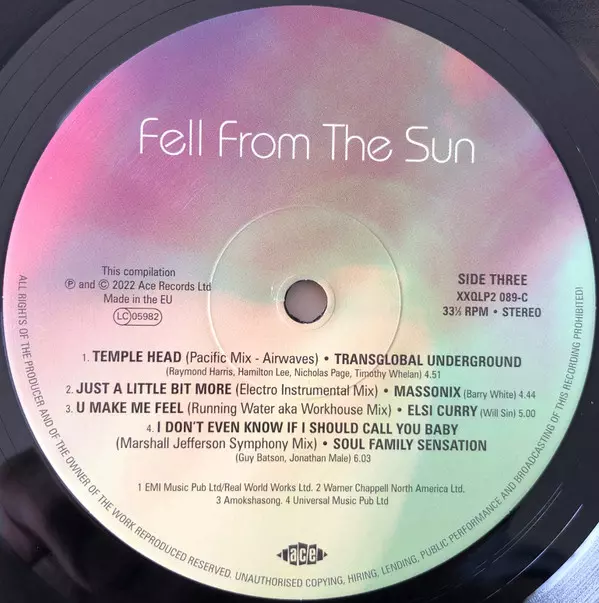 Fell From The Sun
This compilation
℗ and © 2022 Ace Records Ltd
Made in the EU
LC 05982
SIDE THREE
XXQLP2 089-C
33⅓ RPM • STEREO
1. TEMPLE HEAD (Pacific Mix - Airwaves) • TRANSGLOBAL UNDERGROUND
(Raymond Harris, Hamilton Lee, Nicholas Page, Timothy Whelan) 4.51
2. JUST A LITTLE BIT MORE (Electro Instrumental Mix) • MASSONIX (Barry White) 4.44
3. U MAKE ME FEEL (Running Water aka Workhouse Mix) • ELSI CURRY (Will Sin) 5.00
4. I DON'T EVEN KNOW IF I SHOULD CALL YOU BABY
(Marshall Jefferson Symphony Mix) • SOUL FAMILY SENSATION
(Guy Batson, Jonathan Male) 6.03
1 EMI Music Pub Ltd/Real World Works Ltd. 2 Warner Chappell North America Ltd.
3 Amokshasong. 4 Universal Music Pub Ltd
ace
ALL RIGHTS OF THE PRODUCER AND OF THE OWNER OF THE WORK REPRODUCED RESERVED. UNAUTHORISED COPYING, HIRING, LENDING, PUBLIC PERFORMANCE AND BROADCASTING OF THIS RECORDING PROHIBITED!